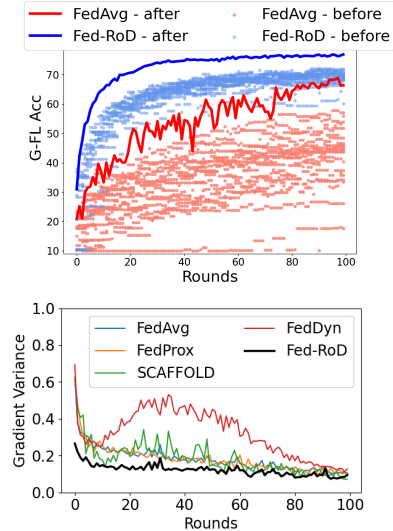 FedAvg - after
FedAvg - before
Fed-RoD - after
Fed-RoD - before
G-FL Acc
70
60
50
40
30
20
10
0 20 40 60 80 100
Rounds
1.0
0.8
0.6
0.4
0.2
0.0
Gradient Variance
FedAvg
FedDyn
FedProx
Fed-RoD
SCAFFOLD
0 20 40 60 80 100
Rounds